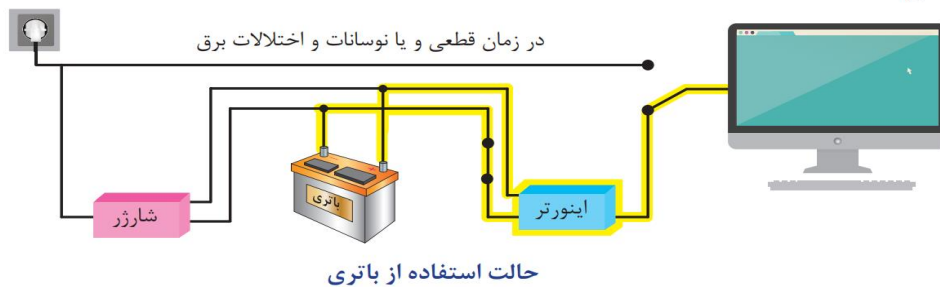 در زمان قطعی و یا نوسانات و اختلالات برق
شارژر
باتری
اینورتر
حالت استفاده از باتری